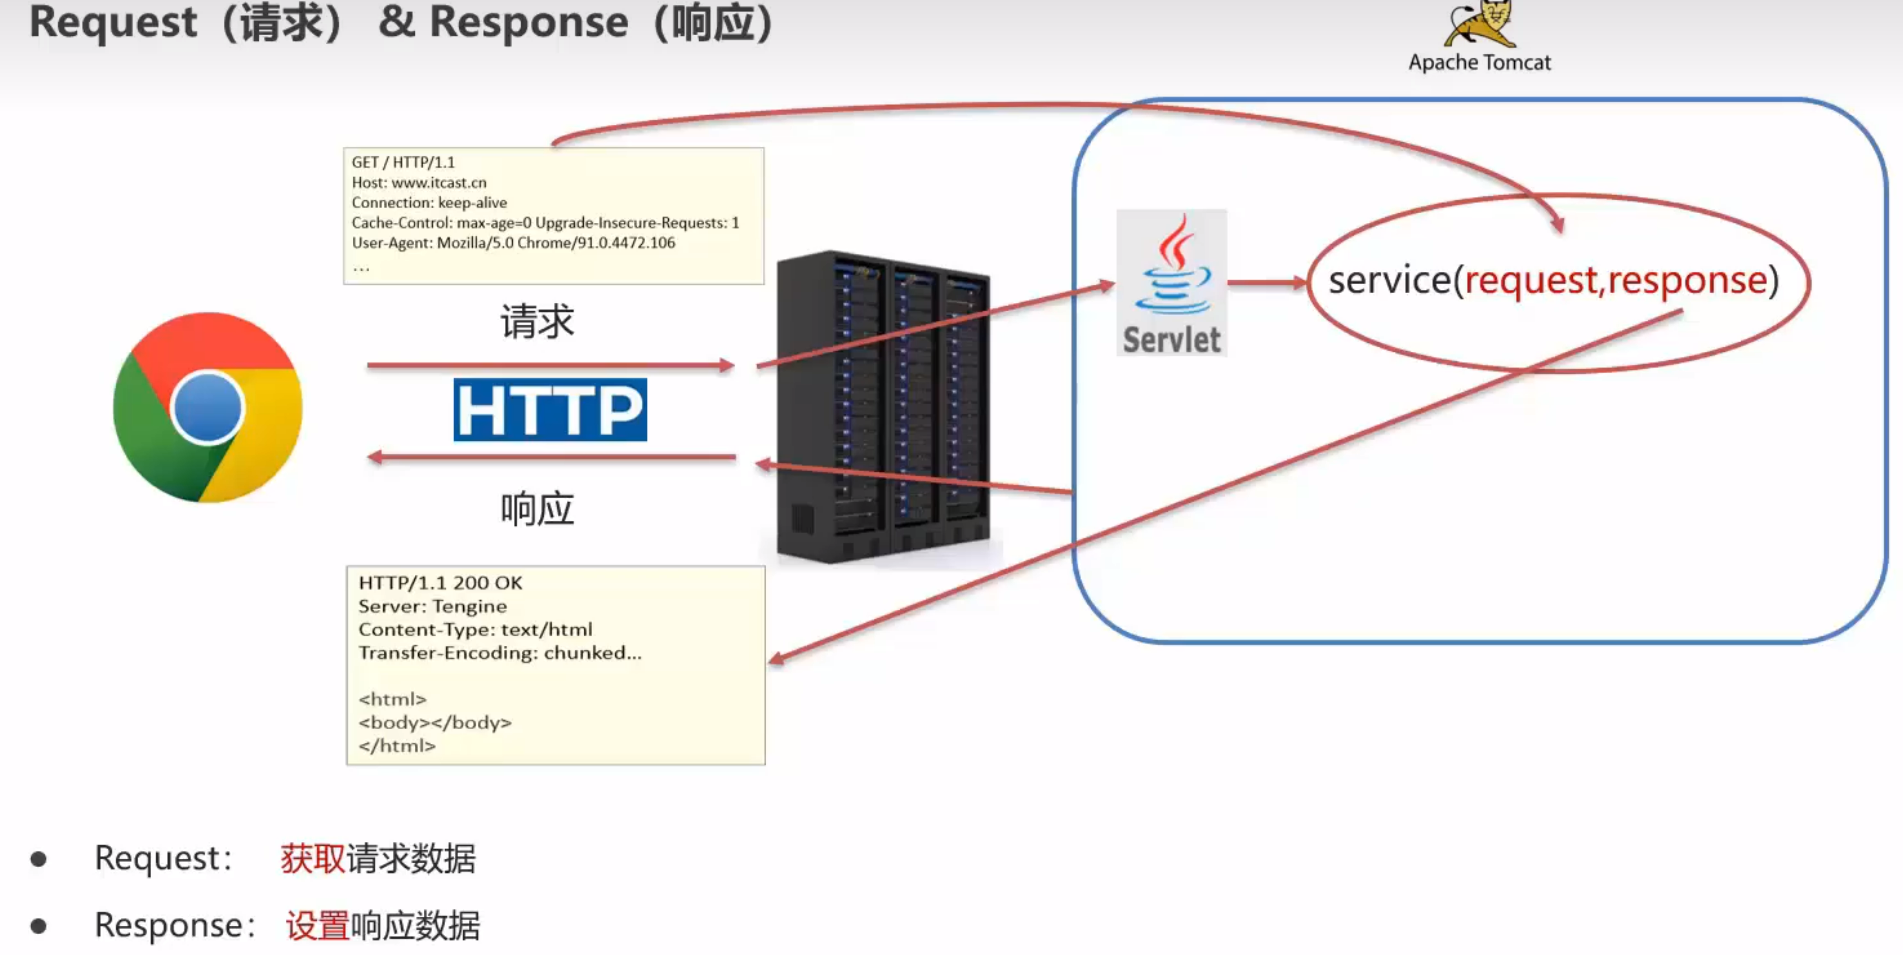 Request（请求） & Response（响应）
Apache Tomcat
GET / HTTP/1.1
Host: www.itcast.cn
Connection: keep-alive
Cache-Control: max-age=0 Upgrade-Insecure-Requests: 1
User-Agent: Mozilla/5.0 Chrome/91.0.4472.106
...
请求
HTTP
响应
Servlet
service(request,response)
HTTP/1.1 200 OK
Server: Tengine
Content-Type: text/html
Transfer-Encoding: chunked...
<html>
<body></body>
</html>
● Request： 获取请求数据
● Response： 设置响应数据